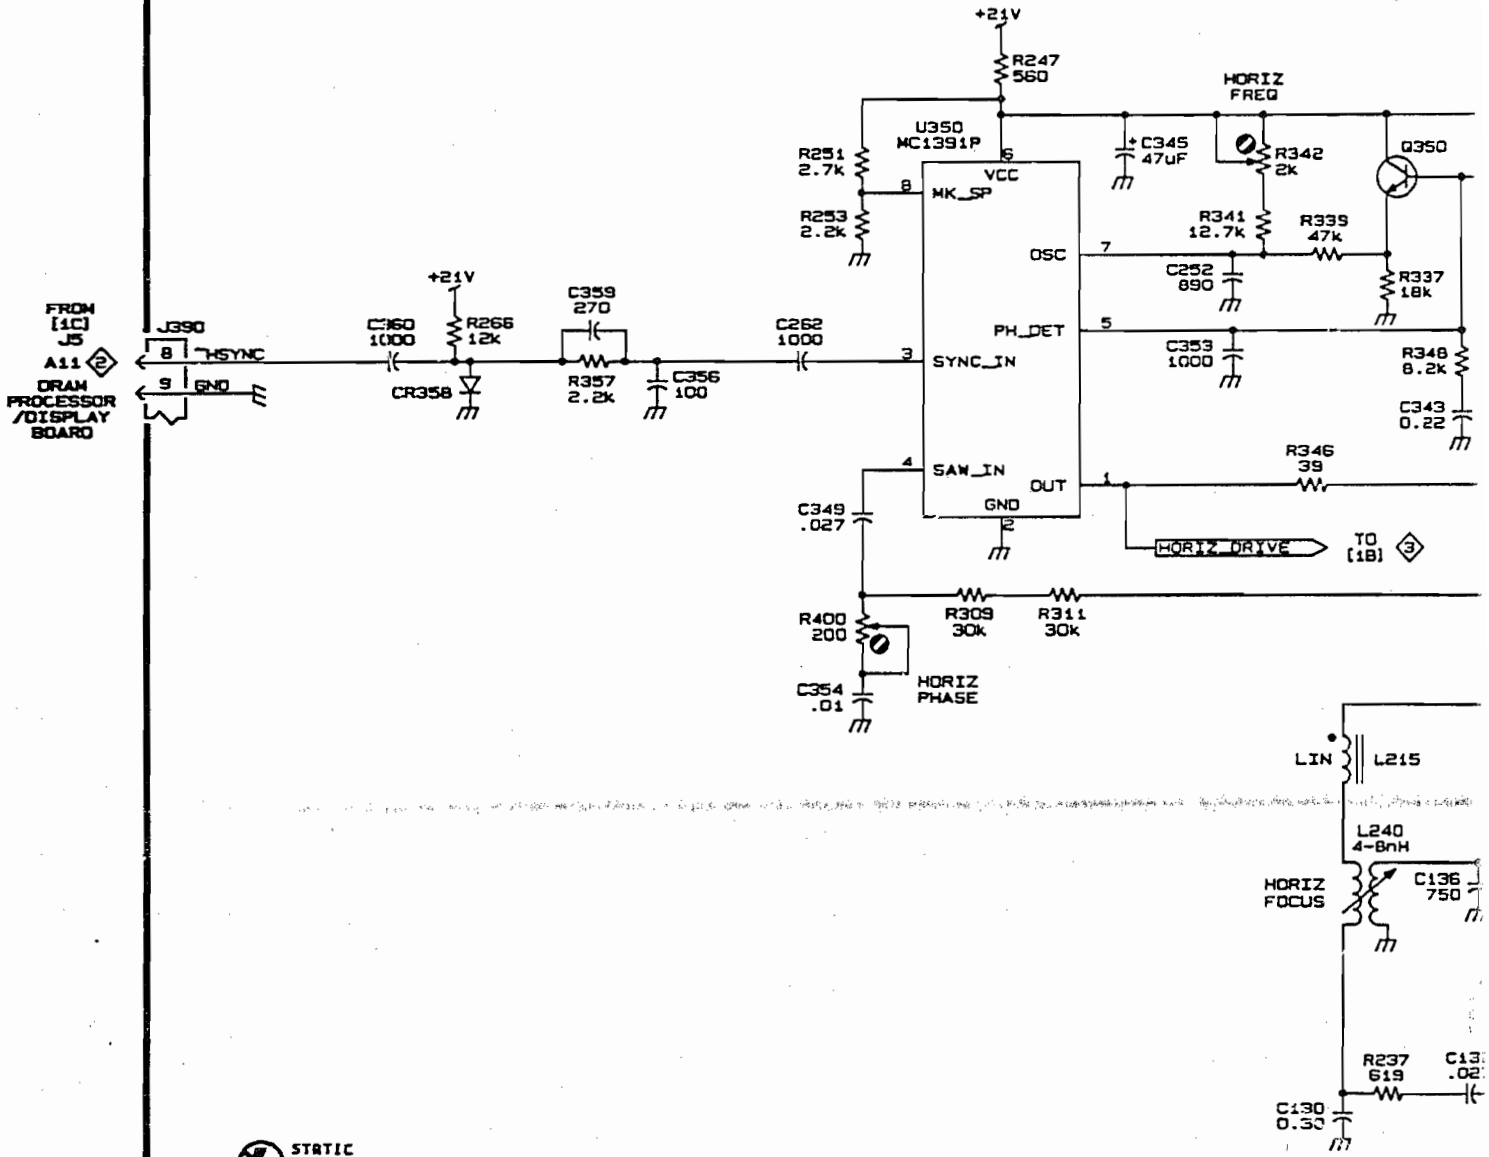 +21V
R247
560
HORIZ
FREQ
U350
MC1391P
R251
2.7k
R253
2.2k
8
MK_SP
6
VCC
+ C345
47uF
R342
2k
Q350
R341
12.7k
R339
47k
OSC
7
C252
890
R337
18k
PH_DET
5
C353
1000
R348
8.2k
C343
0.22
FROM
[1C]
J5
A11 2
DRAM
PROCESSOR
/DISPLAY
BOARD
J390
8
HSYNC
9
GND
C360
1000
+21V
R266
12k
CR358
C359
270
R357
2.2k
C356
100
C262
1000
3
SYNC_IN
4
SAW_IN
OUT
1
GND
2
R346
39
HORIZ_DRIVE
TO
[1B] 3
C349
.027
R400
200
R309
30k
R311
30k
HORIZ
PHASE
C354
.01
LIN
L215
L240
HORIZ
FOCUS
C136
750
R237
619
C130
STATIC